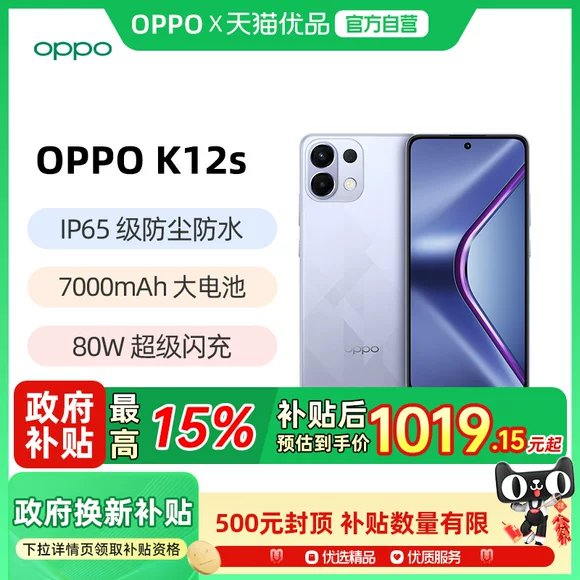 OPPO X 天猫优品 官方自营
oppo
OPPO K12s
IP65 级防尘防水
7000mAh 大电池
80W 超级闪充
oppo
政府补贴
最高 15%
补贴后
预估到手价 1019.15元起
政府换新补贴
下拉详情页领取补贴资格
500元封顶 补贴数量有限
优选精品 优质服务